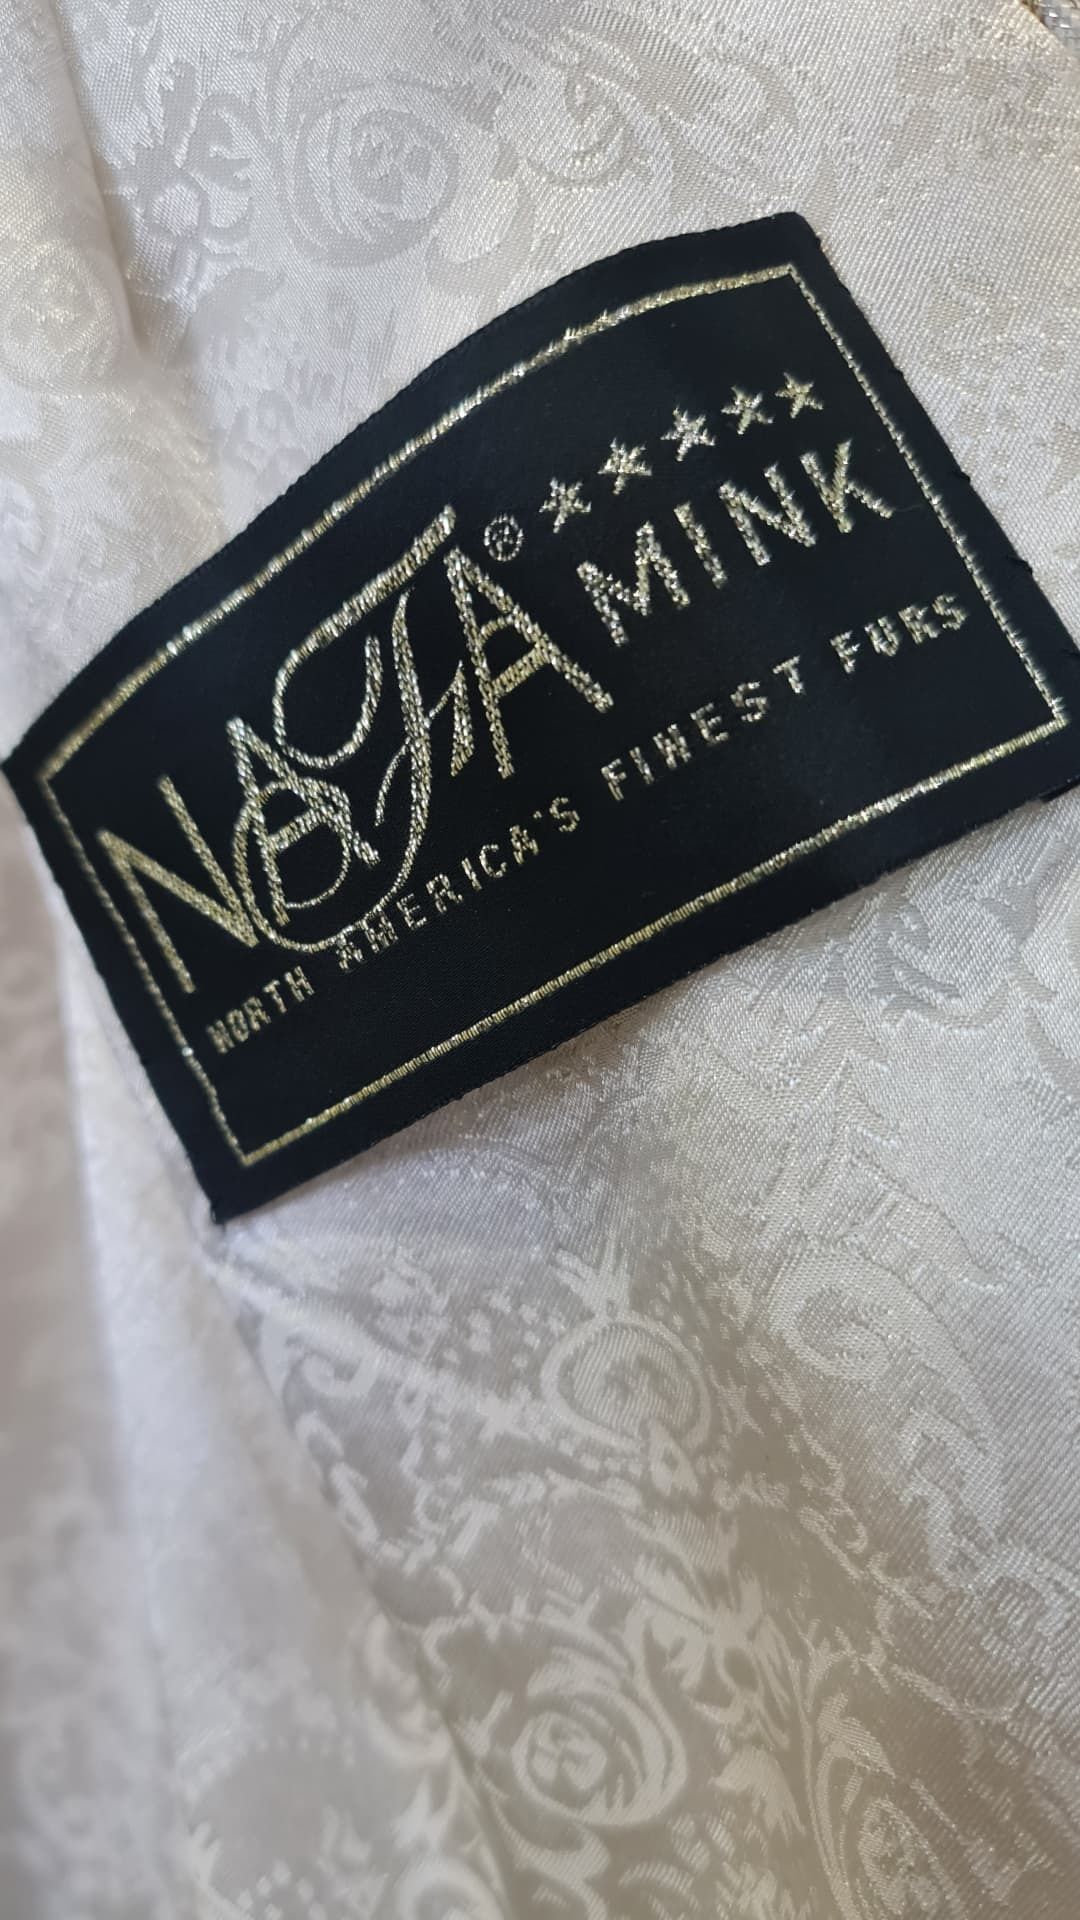 NAFA® ★★★★★
MINK
NORTH AMERICA'S FINEST FURS